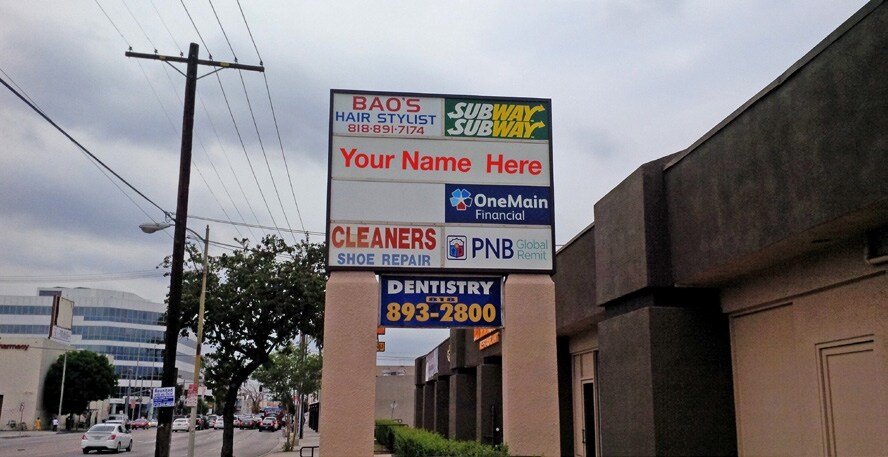 BAO'S
HAIR STYLIST
818-891-7174
SUBWAY
SUBWAY
Your Name Here
OneMain
Financial
CLEANERS
SHOE REPAIR
PNB Global
Remit
DENTISTRY
818
893-2800